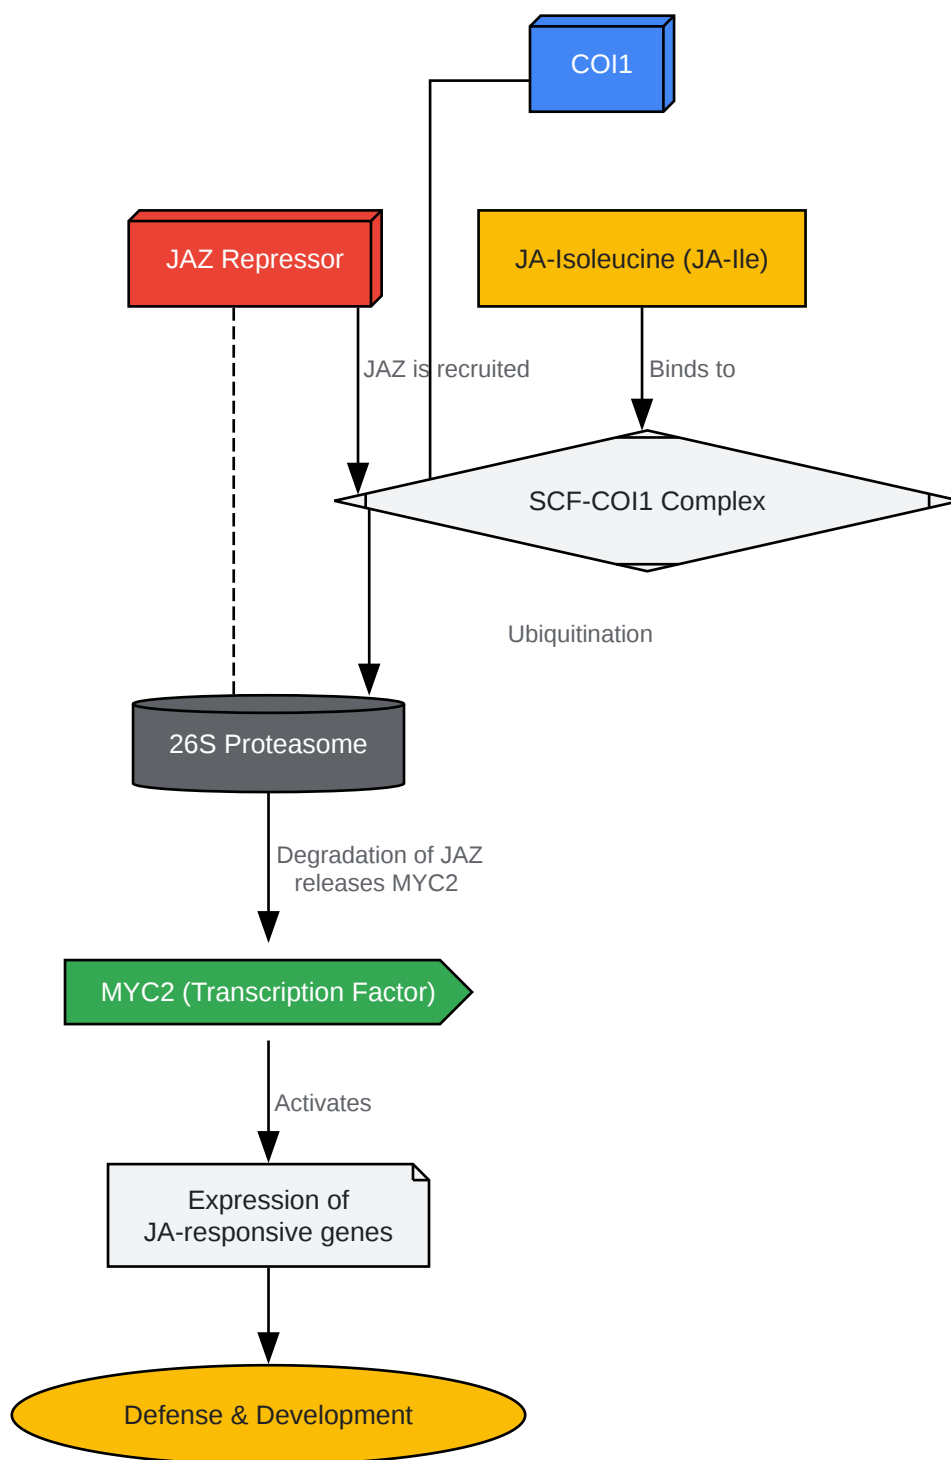 COI1
JAZ Repressor
JA-Isoleucine (JA-Ile)
JAZ is recruited
Binds to
SCF-COI1 Complex
Ubiquitination
26S Proteasome
Degradation of JAZ
releases MYC2
MYC2 (Transcription Factor)
Activates
Expression of
JA-responsive genes
Defense & Development